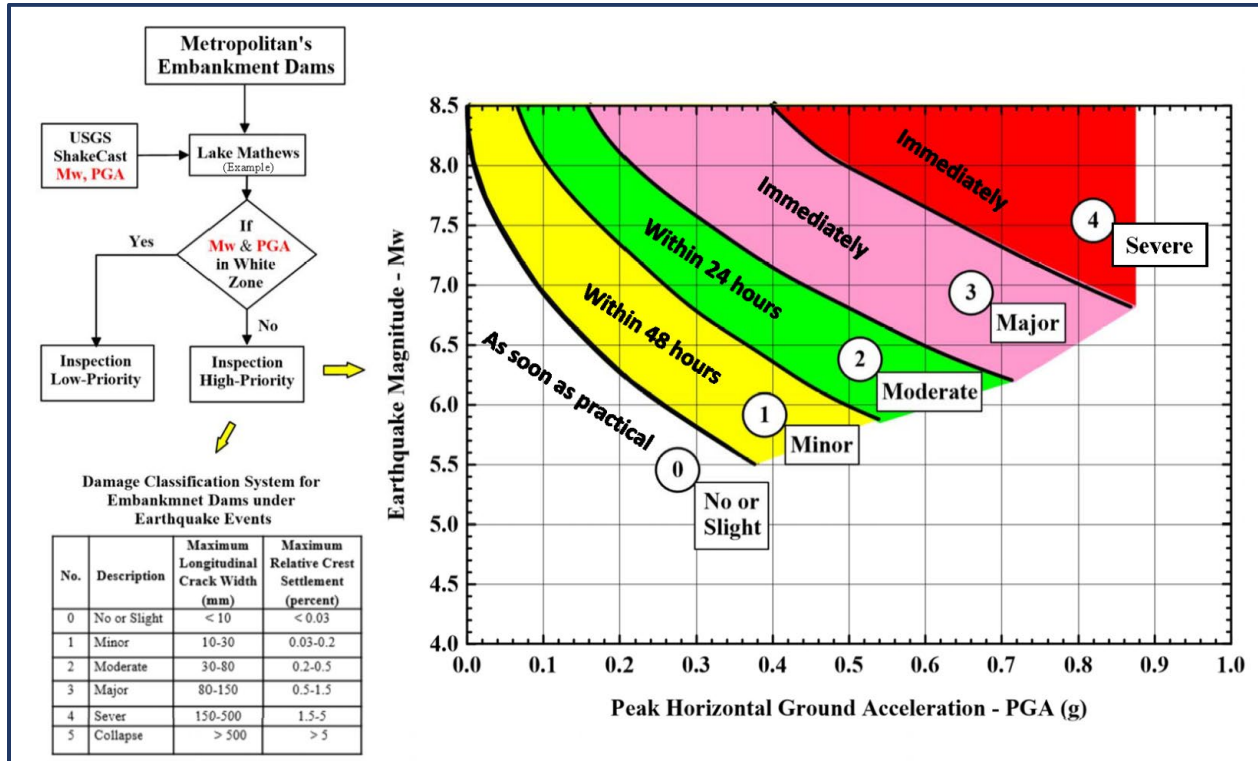 Metropolitan's
Embankment Dams
USGS
ShakeCast
Mw, PGA
Lake Mathews
(Example)
If
Mw & PGA
in White
Zone
Yes
No
Inspection
Low-Priority
Inspection
High-Priority
Damage Classification System for
Embankmnet Dams under
Earthquake Events
No. Description Maximum Longitudinal Crack Width (mm) Maximum Relative Crest Settlement (percent)
0 No or Slight < 10 < 0.03
1 Minor 10-30 0.03-0.2
2 Moderate 30-80 0.2-0.5
3 Major 80-150 0.5-1.5
4 Sever 150-500 1.5-5
5 Collapse > 500 > 5
Earthquake Magnitude - Mw
8.5
8.0
7.5
7.0
6.5
6.0
5.5
5.0
4.5
4.0
0.0 0.1 0.2 0.3 0.4 0.5 0.6 0.7 0.8 0.9 1.0
Peak Horizontal Ground Acceleration - PGA (g)
Immediately
4
Severe
Immediately
3
Major
Within 24 hours
2
Moderate
Within 48 hours
1
Minor
As soon as practical
0
No or
Slight